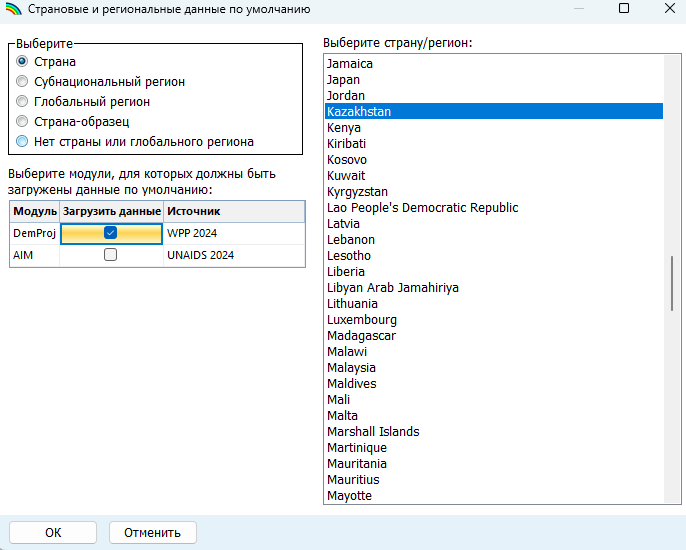 Страновые и региональные данные по умолчанию
Выберите
Страна
Субнациональный регион
Глобальный регион
Страна-образец
Нет страны или глобального региона
Выберите модули, для которых должны быть
загружены данные по умолчанию:
Модуль Загрузить данные Источник
DemProj WPP 2024
AIM UNAIDS 2024
Выберите страну/регион:
Jamaica
Japan
Jordan
Kazakhstan
Kenya
Kiribati
Kosovo
Kuwait
Kyrgyzstan
Lao People's Democratic Republic
Latvia
Lebanon
Lesotho
Liberia
Libyan Arab Jamahiriya
Lithuania
Luxembourg
Madagascar
Malawi
Malaysia
Maldives
Mali
Malta
Marshall Islands
Martinique
Mauritania
Mauritius
Mayotte
OK Отменить